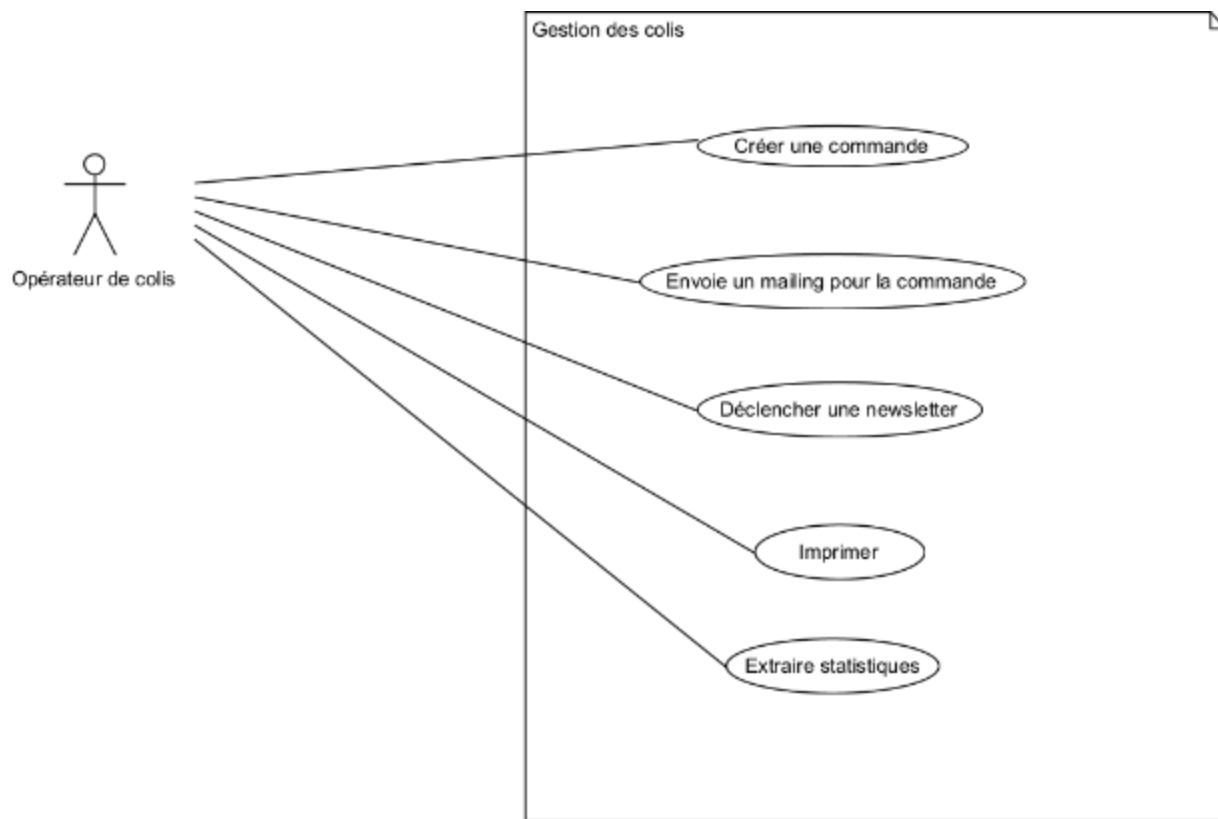 Gestion des colis
Créer une commande
Opérateur de colis
Envoie un mailing pour la commande
Déclencher une newsletter
Imprimer
Extraire statistiques